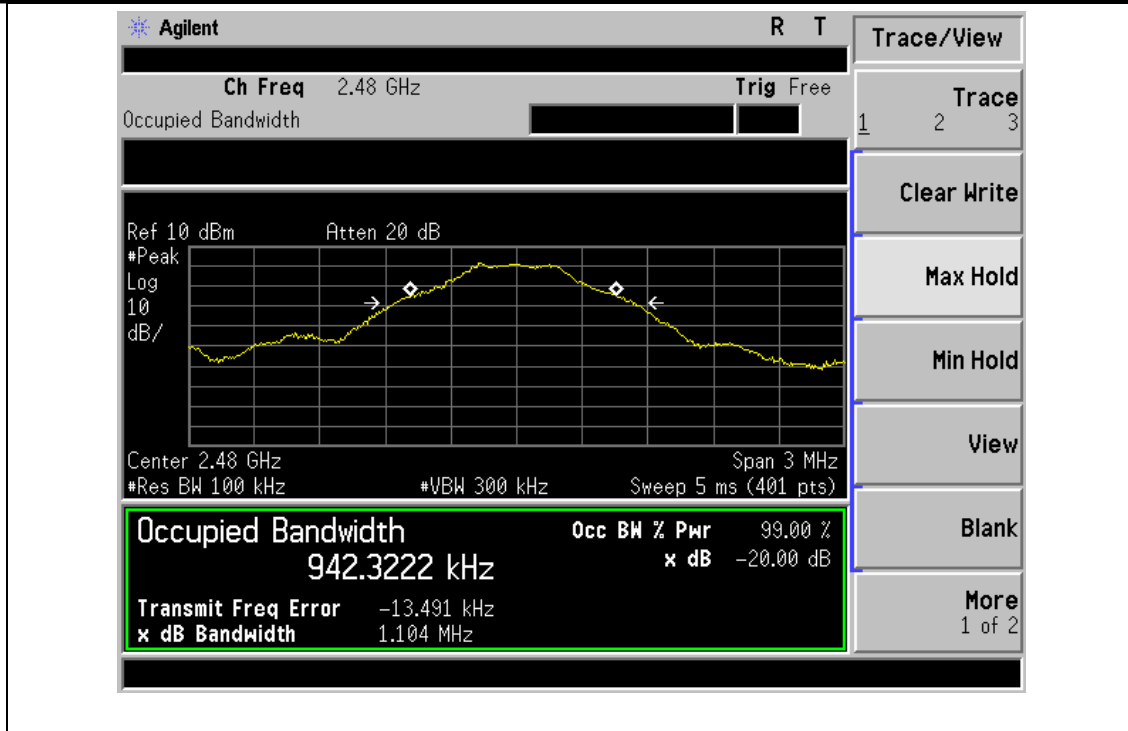 Agilent R T
Ch Freq 2.48 GHz Trig Free
Occupied Bandwidth
Ref 10 dBm Atten 20 dB
#Peak
Log
10
dB/
Center 2.48 GHz Span 3 MHz
#Res BW 100 kHz #VBW 300 kHz Sweep 5 ms (401 pts)
Occupied Bandwidth
942.3222 kHz
Occ BW % Pwr 99.00 %
x dB -20.00 dB
Transmit Freq Error -13.491 kHz
x dB Bandwidth 1.104 MHz
Trace/View
Trace
1 2 3
Clear Write
Max Hold
Min Hold
View
Blank
More
1 of 2